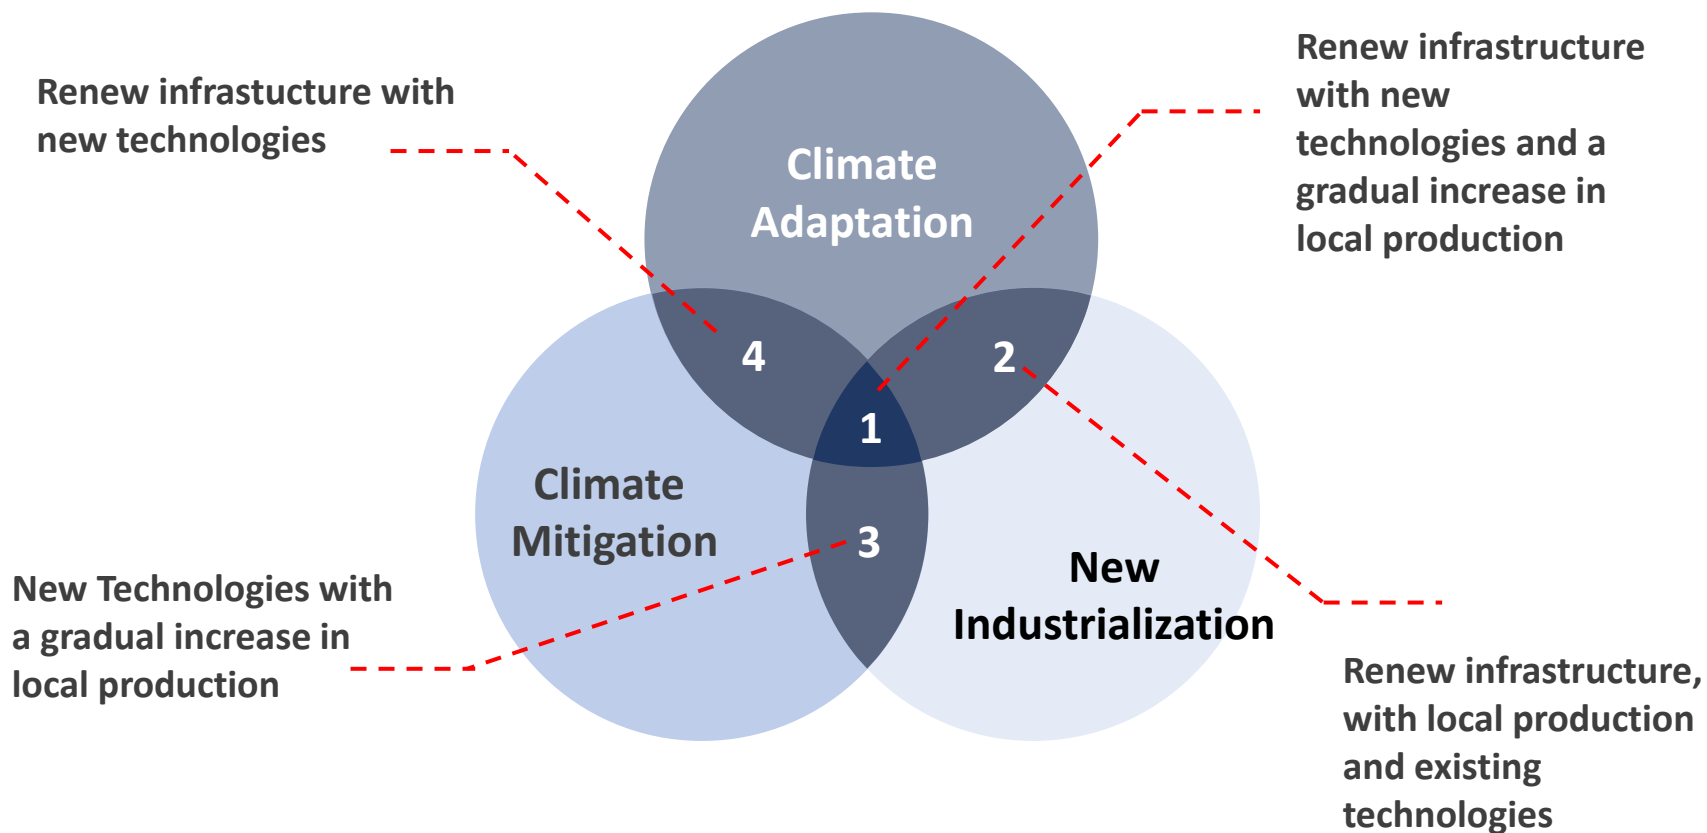 Renew infrastucture with
new technologies
Renew infrastructure
with new
technologies and a
gradual increase in
local production
Climate
Adaptation
4
2
1
Climate
Mitigation
3
New
Industrialization
New Technologies with
a gradual increase in
local production
Renew infrastructure,
with local production
and existing
technologies